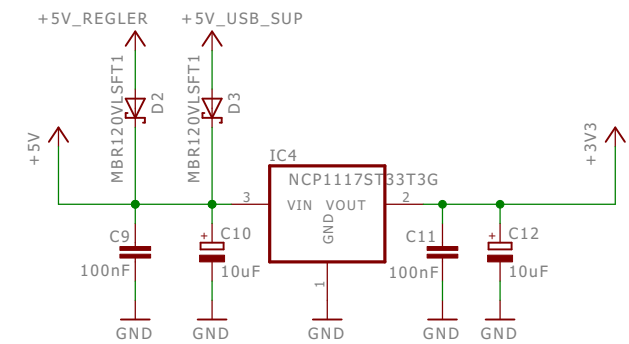 +5V_REGLER
+5V_USB_SUP
MBR120VLSFT1
D2
MBR120VLSFT1
D3
+5V
+3V3
IC4
NCP1117ST33T3G
3
VIN
VOUT
2
GND
1
C9
100nF
+
C10
10uF
C11
100nF
+
C12
10uF
GND
GND
GND
GND
GND